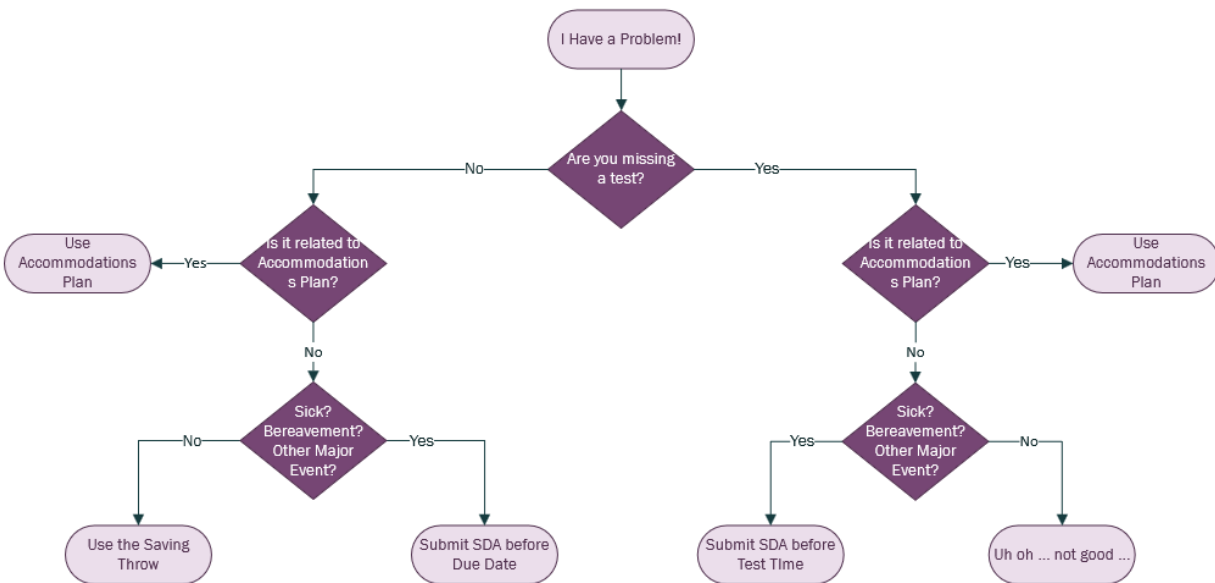 I Have a Problem!
Are you missing
a test?
No
Yes
Is it related to
Accommodation
s Plan?
Yes
Use
Accommodations
Plan
Is it related to
Accommodation
s Plan?
Yes
Use
Accommodations
Plan
No
No
Sick?
Bereavement?
Other Major
Event?
No
Yes
Sick?
Bereavement?
Other Major
Event?
Yes
No
Use the Saving
Throw
Submit SDA before
Due Date
Submit SDA before
Test TIme
Uh oh ... not good ...